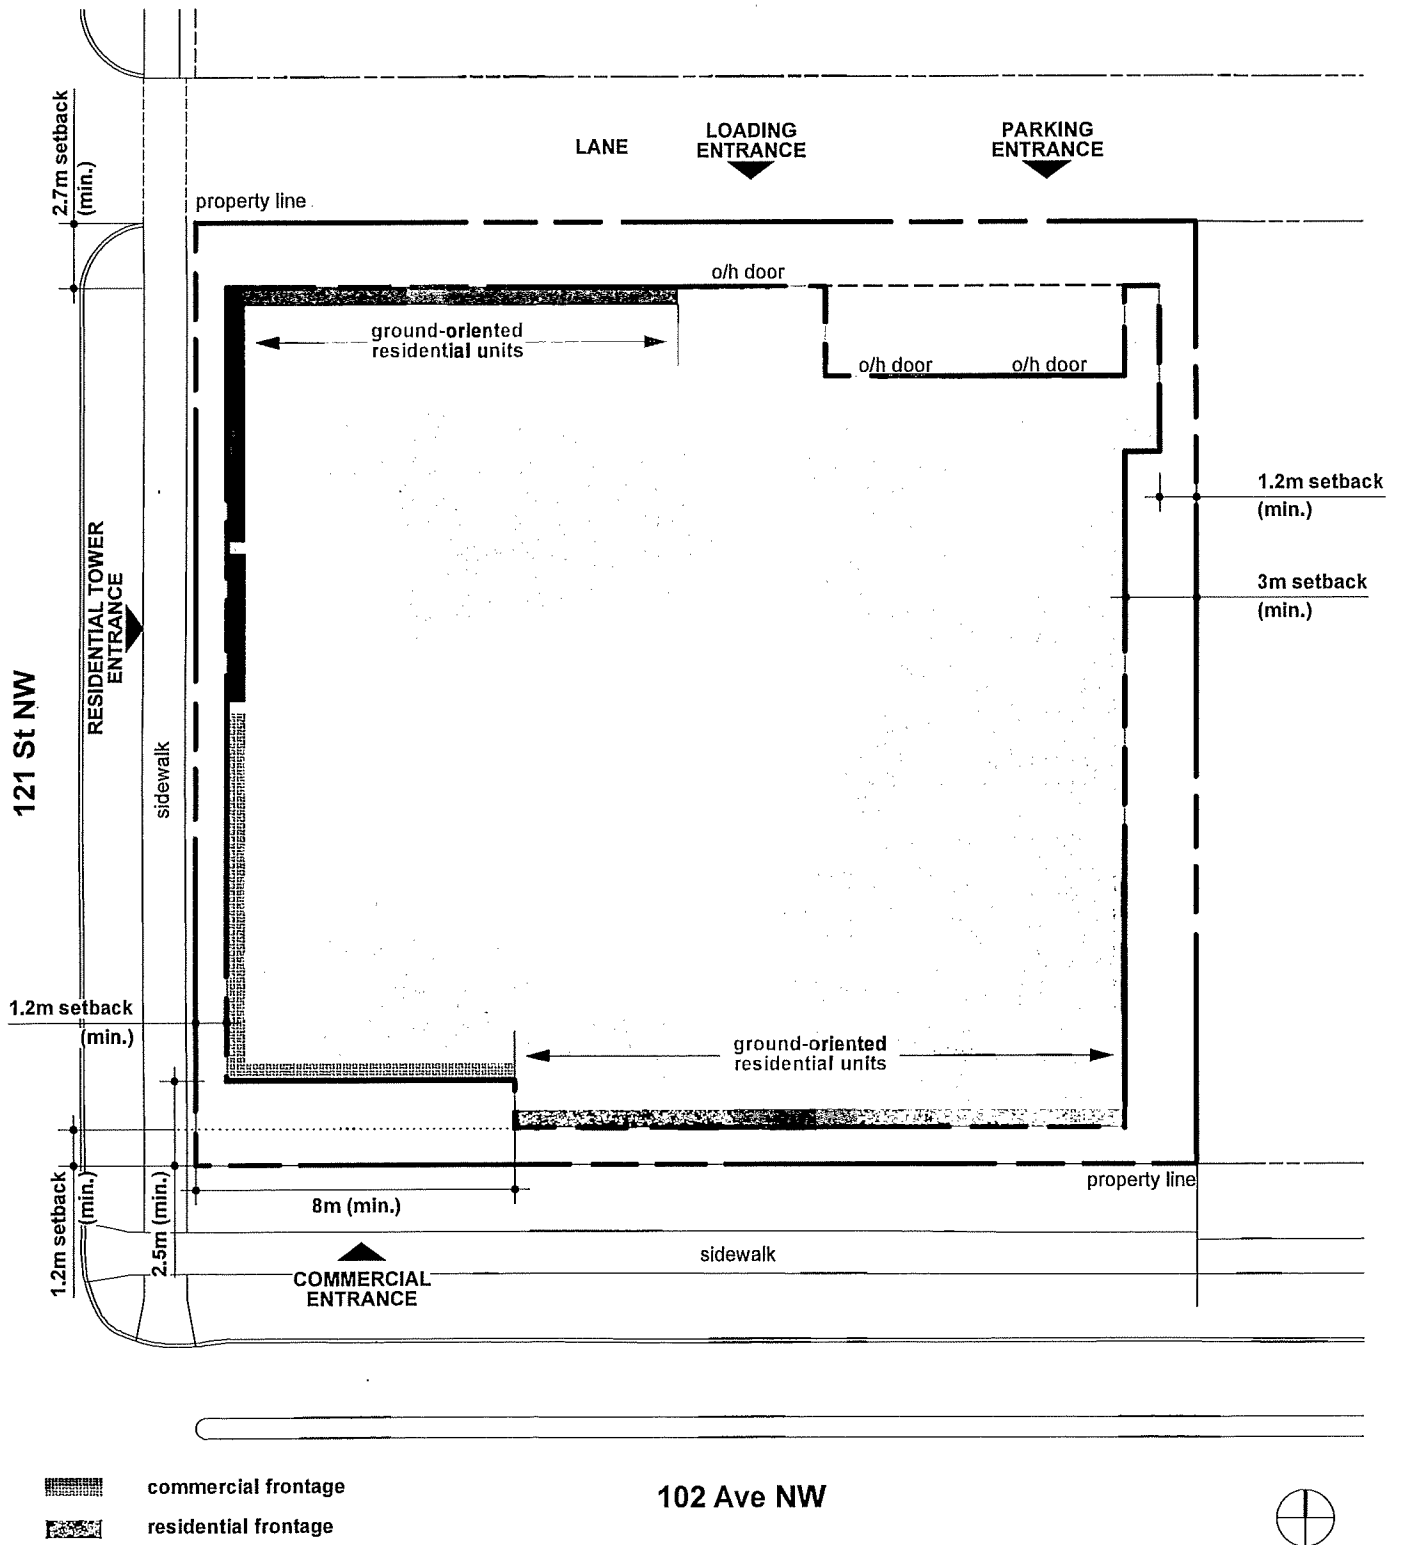 2.7m setback
(min.)
LANE
LOADING
ENTRANCE
PARKING
ENTRANCE
property line
o/h door
ground-oriented
residential units
o/h door
o/h door
1.2m setback
(min.)
3m setback
(min.)
RESIDENTIAL TOWER
ENTRANCE
121 St NW
sidewalk
1.2m setback
(min.)
ground-oriented
residential units
1.2m setback
(min.)
2.5m (min.)
8m (min.)
property line
sidewalk
COMMERCIAL
ENTRANCE
commercial frontage
residential frontage
102 Ave NW